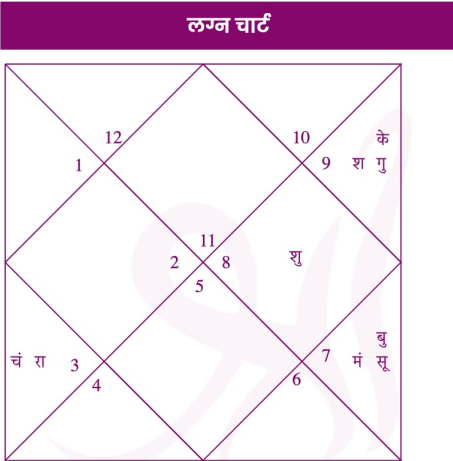 लग्न चार्ट
12 10 के
1 9 श गु
11
2 8 शु
5
बु
चं रा 3 7 मं सू
4 6